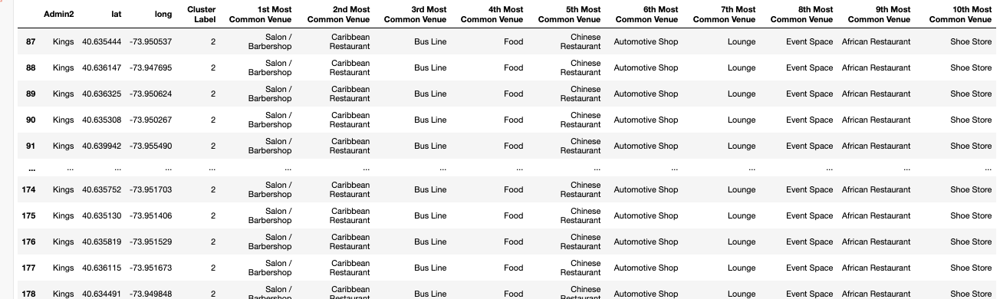 Admin2 lat long Cluster Label 1st Most Common Venue 2nd Most Common Venue 3rd Most Common Venue 4th Most Common Venue 5th Most Common Venue 6th Most Common Venue 7th Most Common Venue 8th Most Common Venue 9th Most Common Venue 10th Most Common Venue
87 Kings 40.635444 -73.950537 2 Salon / Barbershop Caribbean Restaurant Bus Line Food Chinese Restaurant Automotive Shop Lounge Event Space African Restaurant Shoe Store
88 Kings 40.636147 -73.947695 2 Salon / Barbershop Caribbean Restaurant Bus Line Food Chinese Restaurant Automotive Shop Lounge Event Space African Restaurant Shoe Store
89 Kings 40.636325 -73.950624 2 Salon / Barbershop Caribbean Restaurant Bus Line Food Chinese Restaurant Automotive Shop Lounge Event Space African Restaurant Shoe Store
90 Kings 40.635308 -73.950267 2 Salon / Barbershop Caribbean Restaurant Bus Line Food Chinese Restaurant Automotive Shop Lounge Event Space African Restaurant Shoe Store
91 Kings 40.639942 -73.955490 2 Salon / Barbershop Caribbean Restaurant Bus Line Food Chinese Restaurant Automotive Shop Lounge Event Space African Restaurant Shoe Store
... ... ... ... ... ... ... ... ... ... ... ... ... ... ...
174 Kings 40.635752 -73.951703 2 Salon / Barbershop Caribbean Restaurant Bus Line Food Chinese Restaurant Automotive Shop Lounge Event Space African Restaurant Shoe Store
175 Kings 40.635130 -73.951406 2 Salon / Barbershop Caribbean Restaurant Bus Line Food Chinese Restaurant Automotive Shop Lounge Event Space African Restaurant Shoe Store
176 Kings 40.635819 -73.951529 2 Salon / Barbershop Caribbean Restaurant Bus Line Food Chinese Restaurant Automotive Shop Lounge Event Space African Restaurant Shoe Store
177 Kings 40.636115 -73.951673 2 Salon / Barbershop Caribbean Restaurant Bus Line Food Chinese Restaurant Automotive Shop Lounge Event Space African Restaurant Shoe Store
178 Kings 40.634491 -73.949848 2 Salon / Barbershop Caribbean Restaurant Bus Line Food Chinese Restaurant Automotive Shop Lounge Event Space African Restaurant Shoe Store